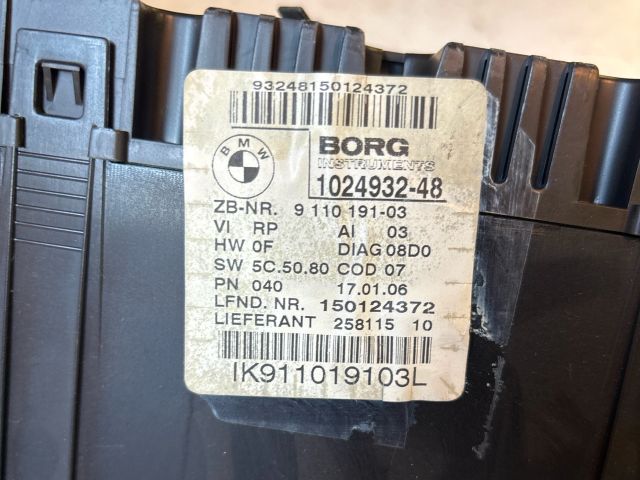 93248150124372
BMW
BORG
INSTRUMENTS
1024932-48
ZB-NR. 9 110 191-03
VI RP AI 03
HW 0F DIAG 08D0
SW 5C.50.80 COD 07
PN 040 17.01.06
LFND. NR. 150124372
LIEFERANT 258115 10
IK911019103L